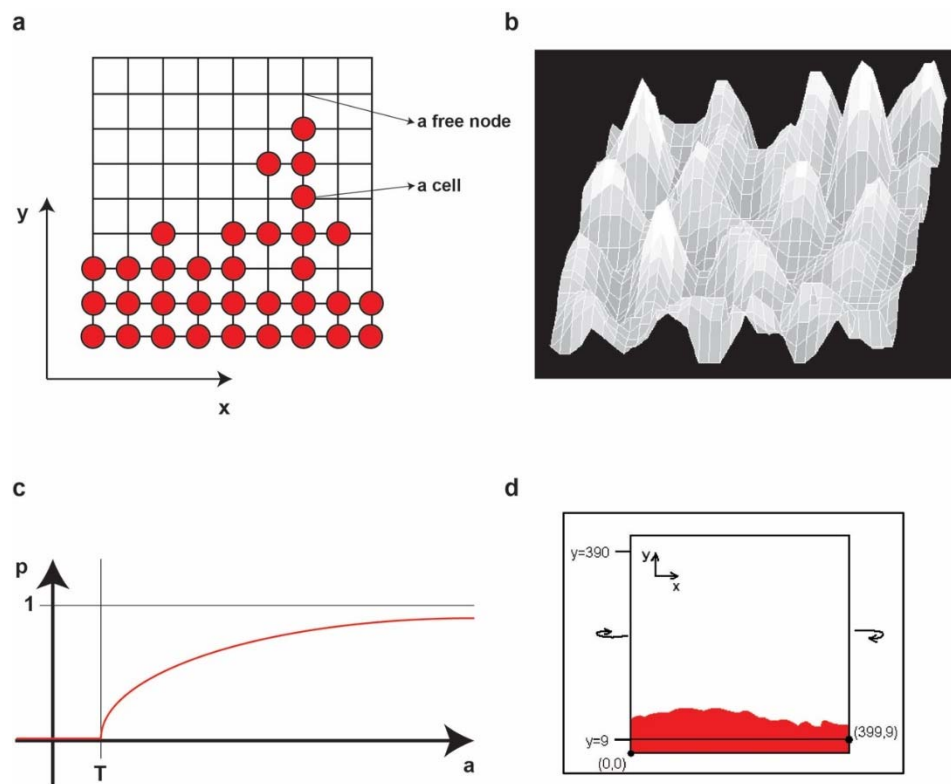 a
a free node
a cell
y
x
b
c
p
1
T
a
d
y=390
y
x
y=9
(399,9)
(0,0)